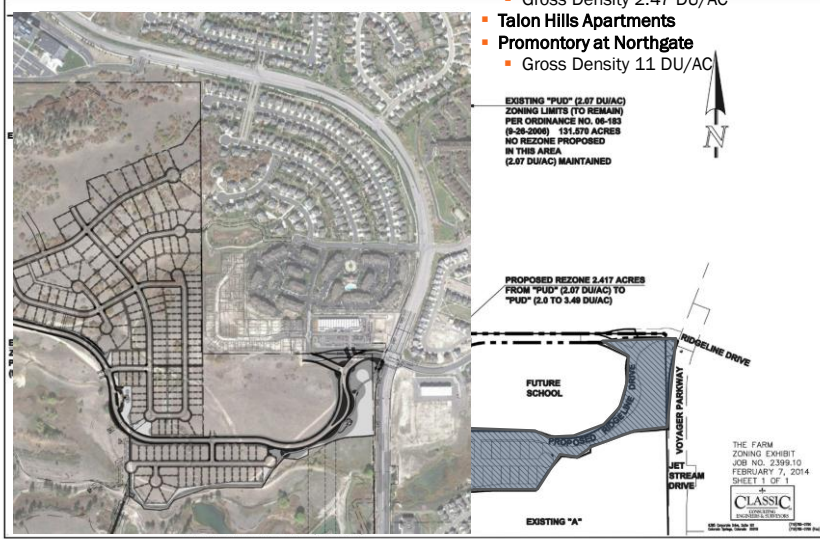 Gross Density 2.47 DU/AC
Talon Hills Apartments
Promontory at Northgate
Gross Density 11 DU/AC
N
EXISTING "PUD" (2.07 DU/AC)
ZONING LIMITS (TO REMAIN)
PER ORDINANCE NO. 06-183
(9-26-2006) 131.570 ACRES
NO REZONE PROPOSED
IN THIS AREA
(2.07 DU/AC) MAINTAINED
PROPOSED REZONE 2.417 ACRES
FROM "PUD" (2.07 DU/AC) TO
"PUD" (2.0 TO 3.49 DU/AC)
RIDGELINE DRIVE
FUTURE
SCHOOL
PROPOSED RIDGELINE DRIVE
VOYAGER PARKWAY
JET
STREAM
DRIVE
EXISTING "A"
THE FARM
ZONING EXHIBIT
JOB NO. 2399.10
FEBRUARY 7, 2014
SHEET 1 OF 1
CLASSIC
CONSULTING
ENGINEERS & SURVEYORS